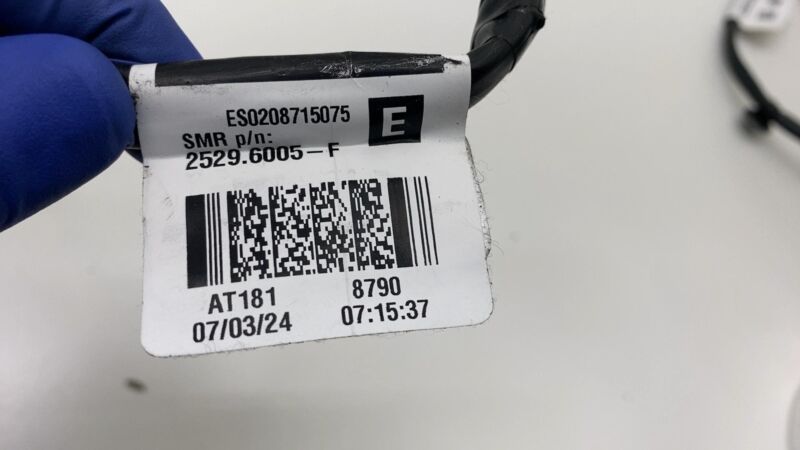 ES0208715075
E
SMR p/n:
2529.6005-F
AT181 8790
07/03/24 07:15:37